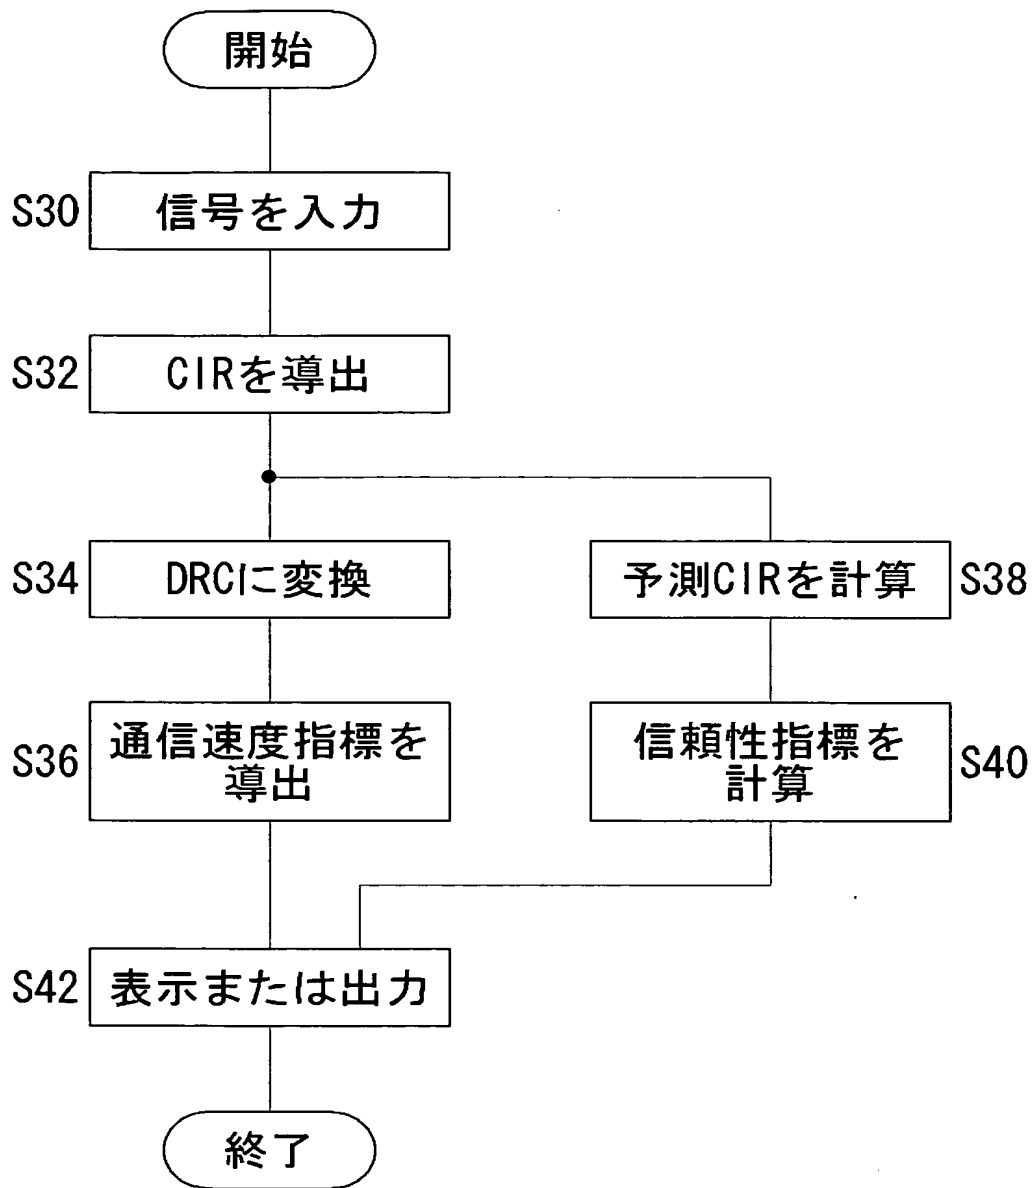 開始
S30 信号を入力
S32 CIRを導出
S34 DRCに変換
予測CIRを計算 S38
S36 通信速度指標を
導出
信頼性指標を
計算 S40
S42 表示または出力
終了